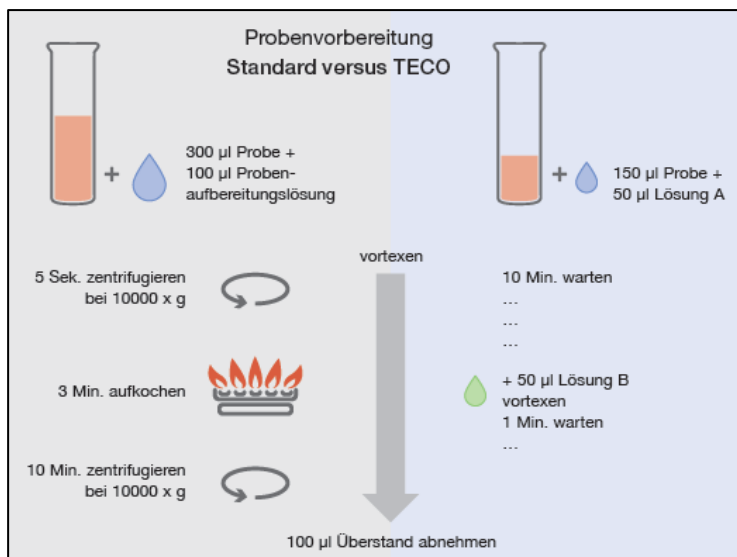 Probenvorbereitung
Standard versus TECO
+
300 µl Probe +
100 µl Proben-
aufbereitungslösung
+
150 µl Probe +
50 µl Lösung A
vortexen
5 Sek. zentrifugieren
bei 10000 x g
3 Min. aufkochen
10 Min. zentrifugieren
bei 10000 x g
10 Min. warten
...
...
...
+ 50 µl Lösung B
vortexen
1 Min. warten
...
100 µl Überstand abnehmen